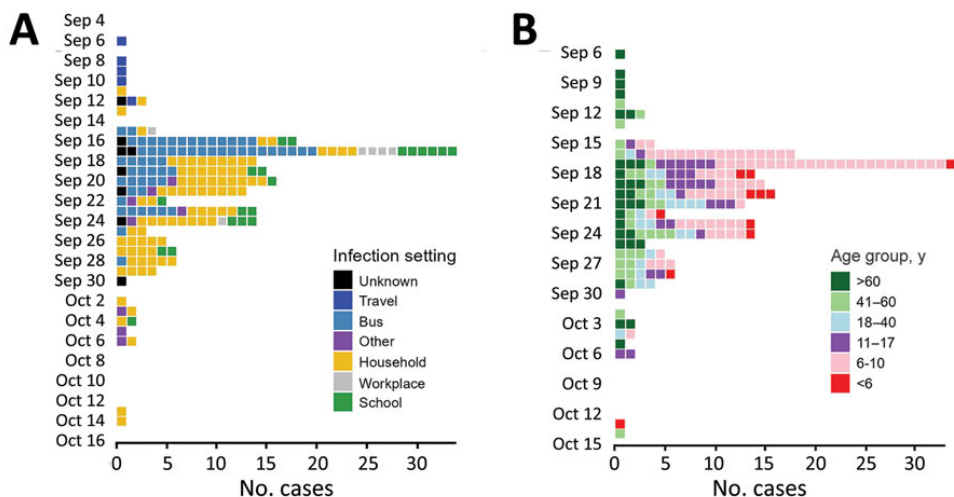 A
Sep 4
Sep 6
Sep 8
Sep 10
Sep 12
Sep 14
Sep 16
Sep 18
Sep 20
Sep 22
Sep 24
Sep 26
Sep 28
Sep 30
Oct 2
Oct 4
Oct 6
Oct 8
Oct 10
Oct 12
Oct 14
Oct 16
0 5 10 15 20 25 30
No. cases
Infection setting
Unknown
Travel
Bus
Other
Household
Workplace
School
B
Sep 6
Sep 9
Sep 12
Sep 15
Sep 18
Sep 21
Sep 24
Sep 27
Sep 30
Oct 3
Oct 6
Oct 9
Oct 12
Oct 15
0 5 10 15 20 25 30
No. cases
Age group, y
>60
41–60
18–40
11–17
6-10
<6